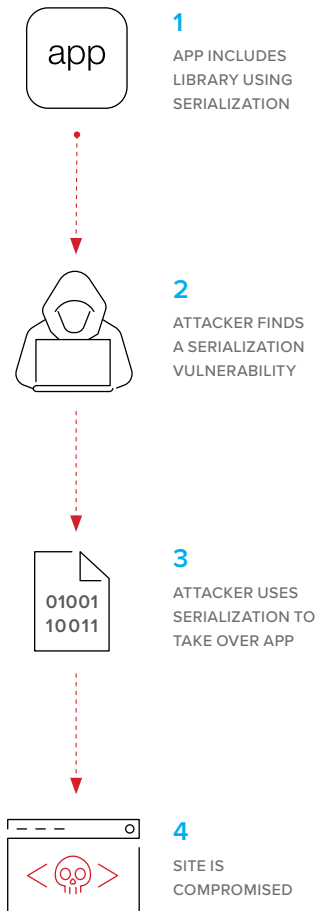 app
1
APP INCLUDES
LIBRARY USING
SERIALIZATION
2
ATTACKER FINDS
A SERIALIZATION
VULNERABILITY
01001
10011
3
ATTACKER USES
SERIALIZATION TO
TAKE OVER APP
4
SITE IS
COMPROMISED